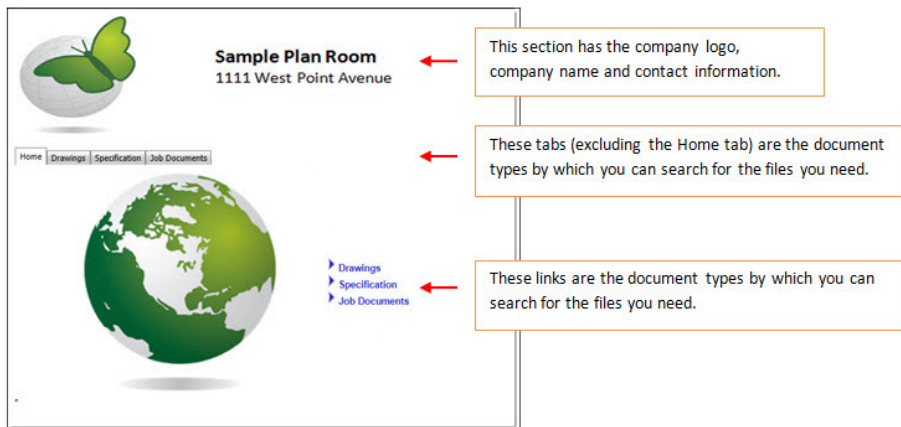 Sample Plan Room
1111 West Point Avenue
This section has the company logo,
company name and contact information.
Home Drawings Specification Job Documents
These tabs (excluding the Home tab) are the document
types by which you can search for the files you need.
Drawings
Specification
Job Documents
These links are the document types by which you can
search for the files you need.